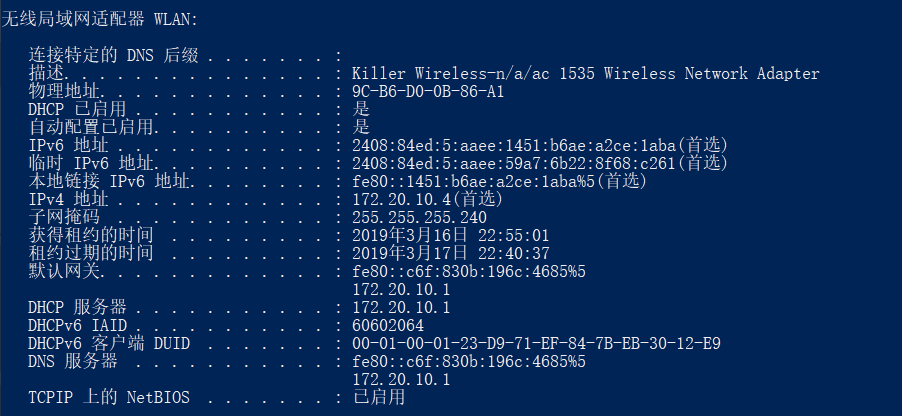 无线局域网适配器 WLAN:
连接特定的 DNS 后缀 . . . . . . . :
描述. . . . . . . . . . . . . . . : Killer Wireless-n/a/ac 1535 Wireless Network Adapter
物理地址. . . . . . . . . . . . . : 9C-B6-D0-0B-86-A1
DHCP 已启用 . . . . . . . . . . . : 是
自动配置已启用. . . . . . . . . . : 是
IPv6 地址 . . . . . . . . . . . . : 2408:84ed:5:aaee:1451:b6ae:a2ce:1aba(首选)
临时 IPv6 地址. . . . . . . . . . : 2408:84ed:5:aaee:59a7:6b22:8f68:c261(首选)
本地链接 IPv6 地址. . . . . . . . : fe80::1451:b6ae:a2ce:1aba%5(首选)
IPv4 地址 . . . . . . . . . . . . : 172.20.10.4(首选)
子网掩码  . . . . . . . . . . . . : 255.255.255.240
获得租约的时间  . . . . . . . . . : 2019年3月16日 22:55:01
租约过期的时间  . . . . . . . . . : 2019年3月17日 22:40:37
默认网关. . . . . . . . . . . . . : fe80::c6f:830b:196c:4685%5
172.20.10.1
DHCP 服务器 . . . . . . . . . . . : 172.20.10.1
DHCPv6 IAID . . . . . . . . . . . : 60602064
DHCPv6 客户端 DUID  . . . . . . . : 00-01-00-01-23-D9-71-EF-84-7B-EB-30-12-E9
DNS 服务器  . . . . . . . . . . . : fe80::c6f:830b:196c:4685%5
172.20.10.1
TCPIP 上的 NetBIOS  . . . . . . . : 已启用